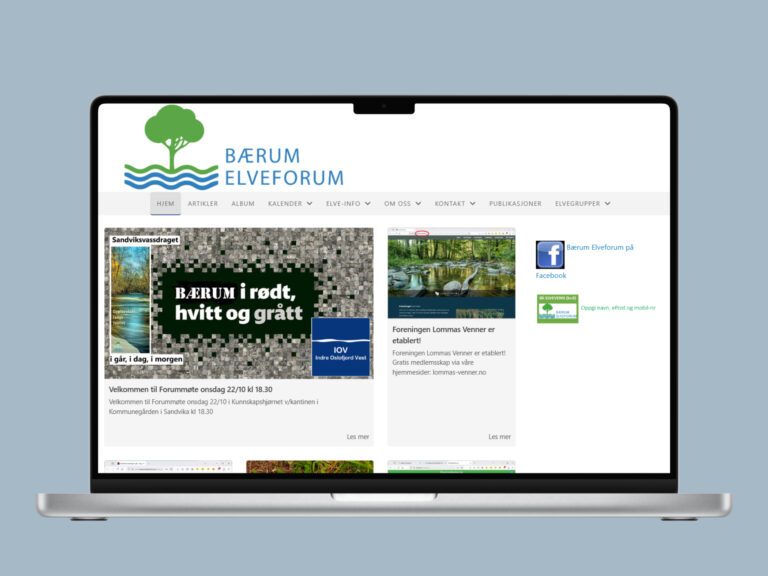 BÆRUM
ELVEFORUM
HJEM ARTIKLER ALBUM KALENDER ELVE-INFO OM OSS KONTAKT PUBLIKASJONER ELVEGRUPPER
Sandviksvassdraget
i går, i dag, i morgen
BÆRUM i rødt,
hvitt og grått
IOV
Indre Oslofjord Vest
Velkommen til Forummøte onsdag 22/10 kl 18.30
Velkommen til Forummøte onsdag 22/10 i Kunnskapshjørnet v/kantinen i
Kommunegården i Sandvika kl 18.30
Les mer
Foreningen Lommas Venner er
etablert!
Foreningen Lommas Venner er etablert!
Gratis medlemsskap via våre
hjemmesider: lommas-venner.no
Les mer
Bærum Elveforum på
Facebook
BÆRUM
ELVEFORUM
Oppgi navn, epost og mobil-nr